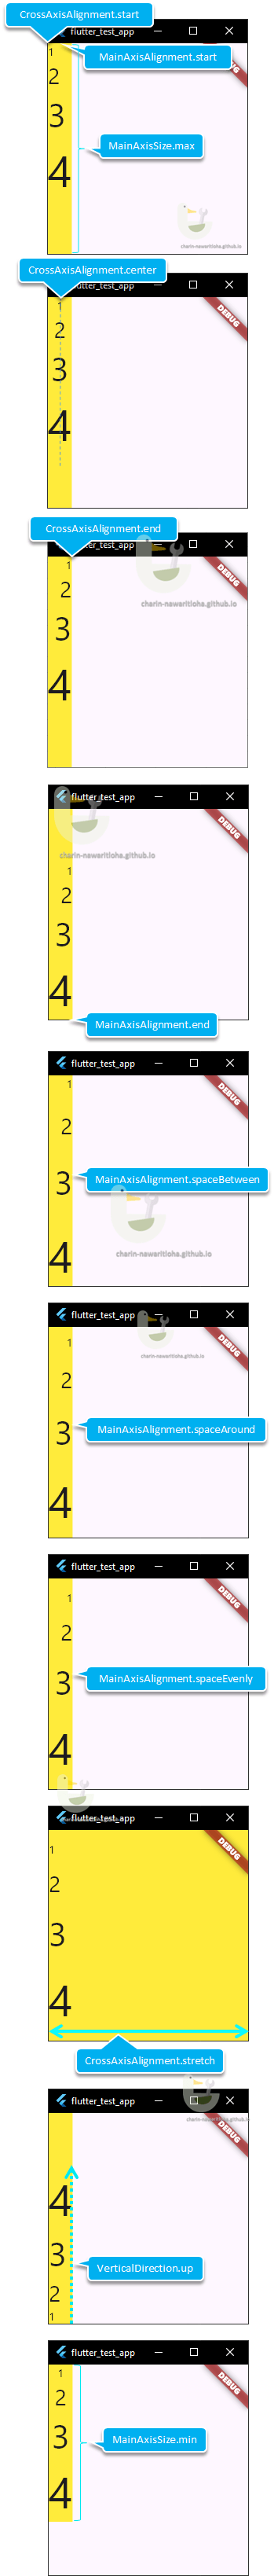 CrossAxisAlignment.start
flutter_test_app
MainAxisAlignment.start
1
2
3
4
MainAxisSize.max
charin-nawaritloha.github.io
CrossAxisAlignment.center
flutter_test_app
DEBUG
1
2
3
4
CrossAxisAlignment.end
flutter_test_app
DEBUG
1
2
3
4
charin-nawaritloha.github.io
flutter_test_app
DEBUG
charin-nawaritloha.github.io
1
2
3
4
MainAxisAlignment.end
flutter_test_app
DEBUG
1
2
3
4
MainAxisAlignment.spaceBetween
charin-nawaritloha.github.io
flutter_test_app
DEBUG
1
2
3
4
charin-nawaritloha.github.io
MainAxisAlignment.spaceAround
flutter_test_app
DEBUG
1
2
3
4
MainAxisAlignment.spaceEvenly
flutter_test_app
DEBUG
1
2
3
4
CrossAxisAlignment.stretch
flutter_test_app
charin-nawaritloha.github.io
DEBUG
4
3
2
1
VerticalDirection.up
flutter_test_app
DEBUG
1
2
3
4
MainAxisSize.min